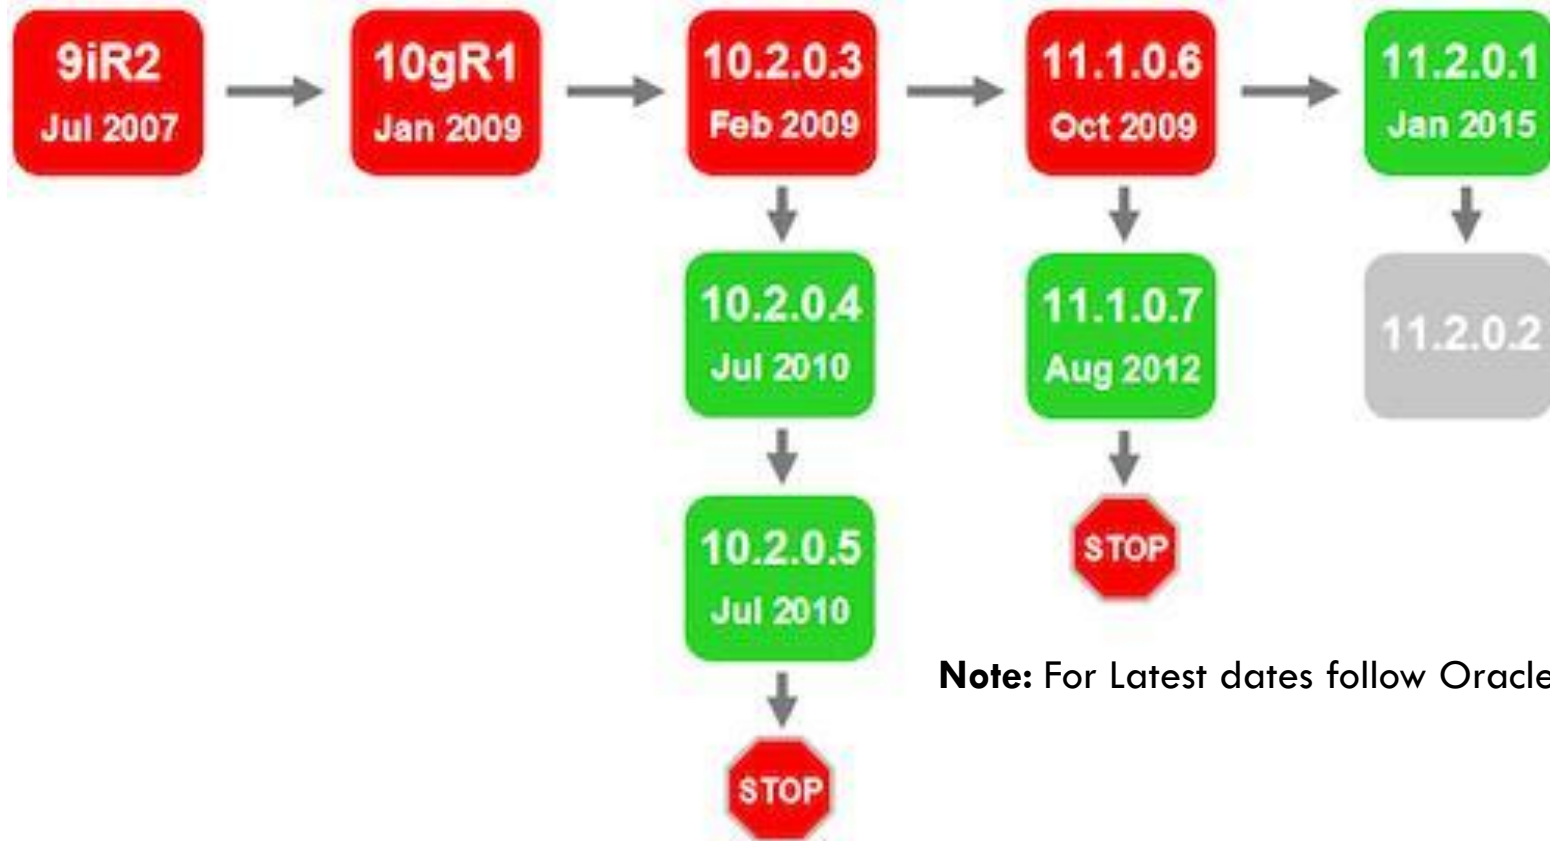 9iR2
Jul 2007
10gR1
Jan 2009
10.2.0.3
Feb 2009
11.1.0.6
Oct 2009
11.2.0.1
Jan 2015
10.2.0.4
Jul 2010
11.1.0.7
Aug 2012
11.2.0.2
10.2.0.5
Jul 2010
STOP
Note: For Latest dates follow Oracle
STOP